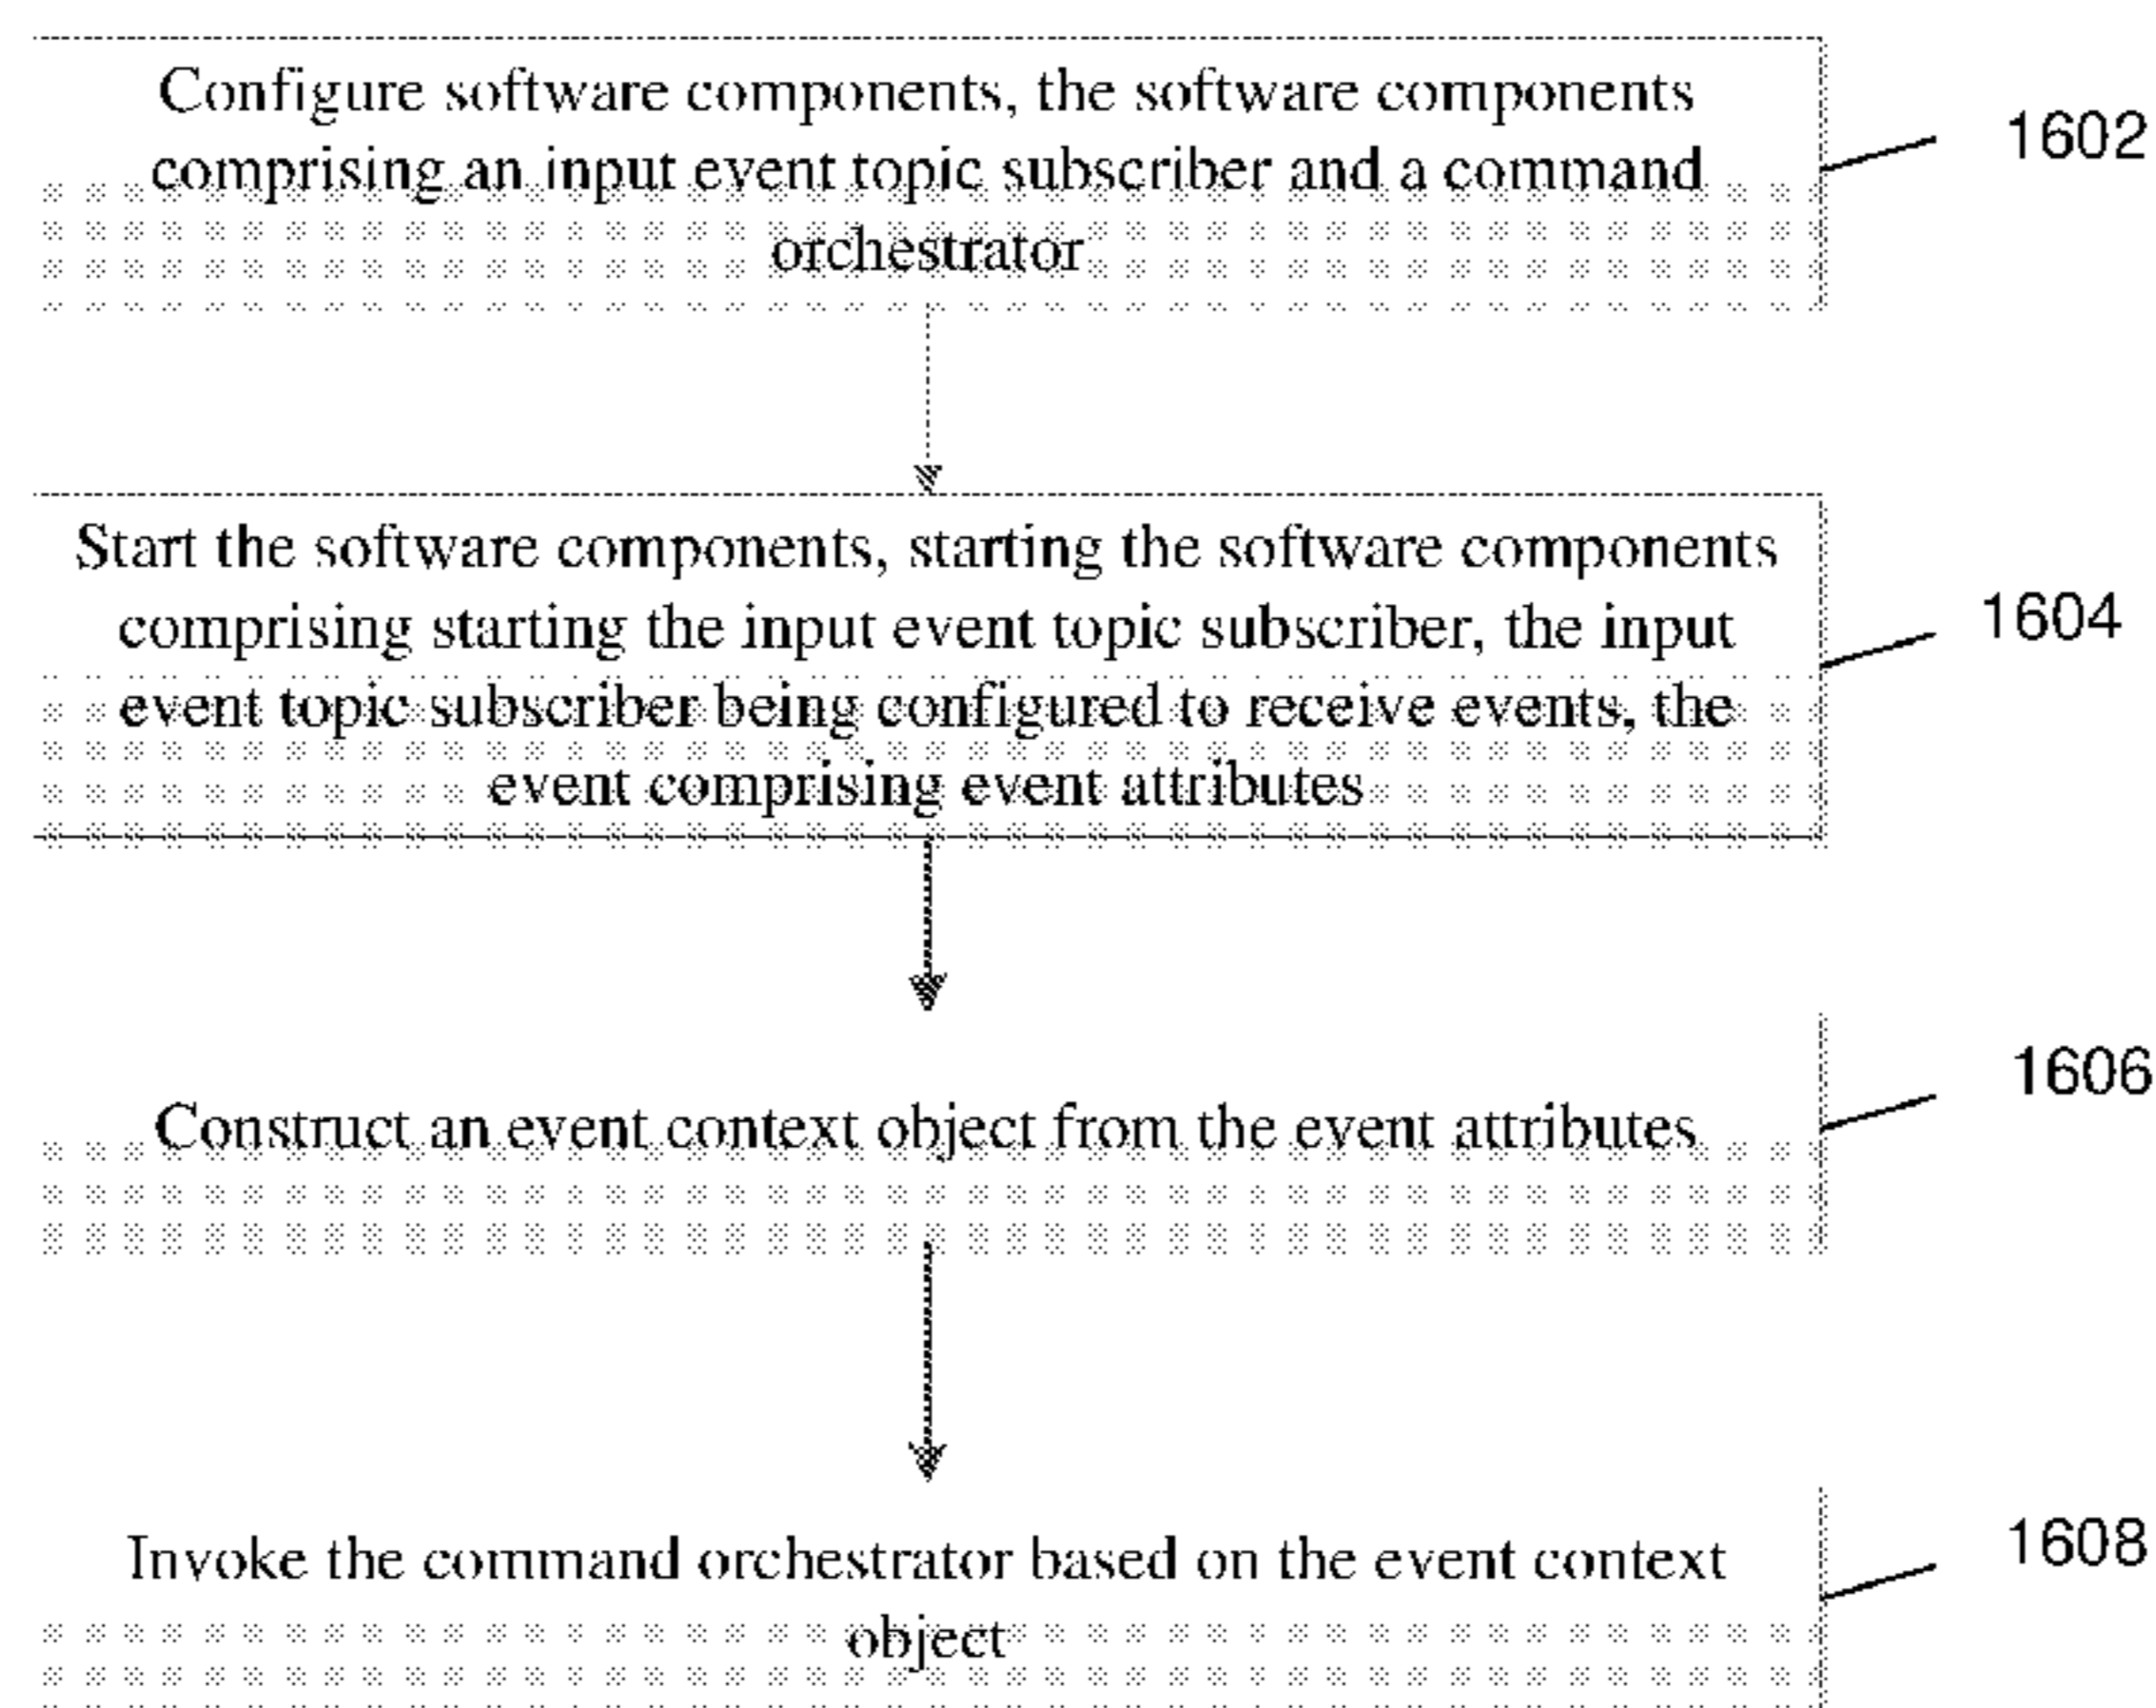 Configure software components, the software components
comprising an input event topic subscriber and a command
orchestrator
1602
Start the software components, starting the software components
comprising starting the input event topic subscriber, the input
event topic subscriber being configured to receive events, the
event comprising event attributes
1604
Construct an event context object from the event attributes
1606
Invoke the command orchestrator based on the event context
object
1608